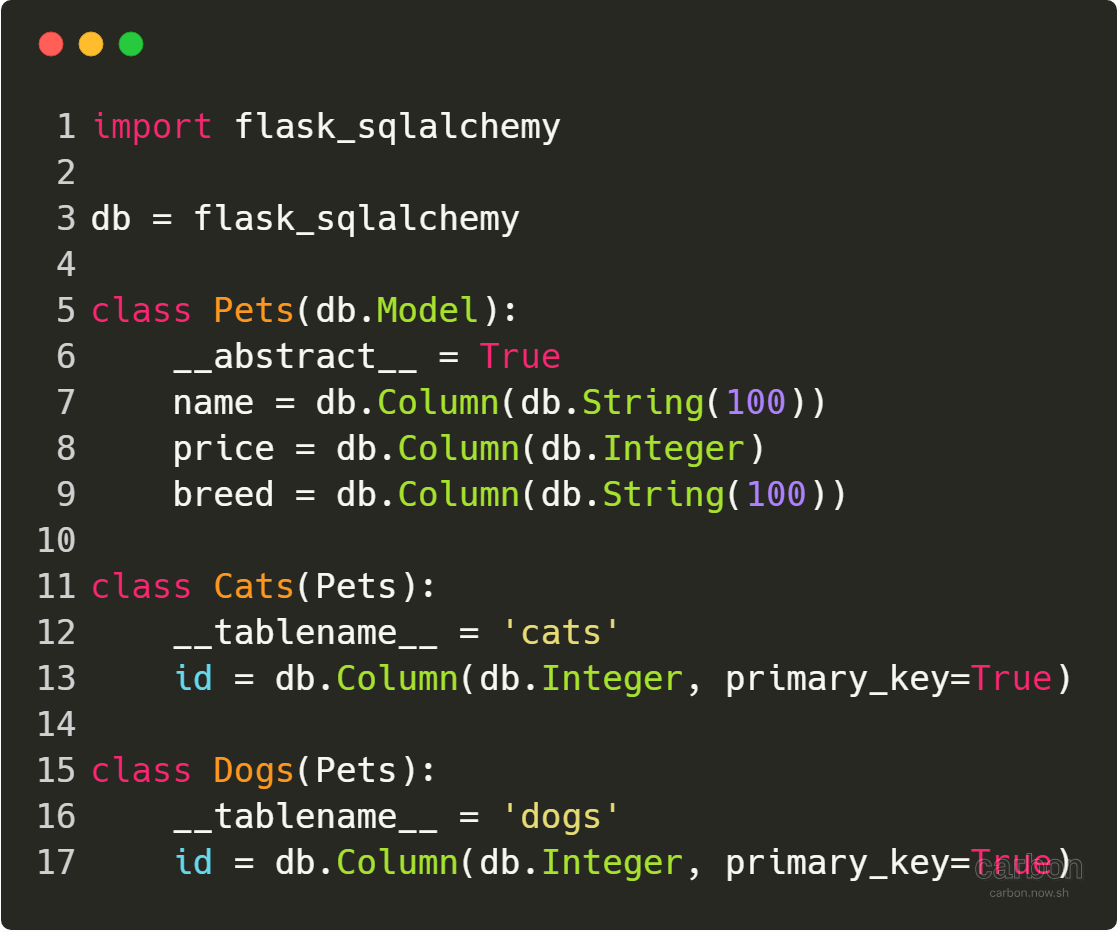 1 import flask_sqlalchemy
2
3 db = flask_sqlalchemy
4
5 class Pets(db.Model):
6     __abstract__ = True
7     name = db.Column(db.String(100))
8     price = db.Column(db.Integer)
9     breed = db.Column(db.String(100))
10
11 class Cats(Pets):
12     __tablename__ = 'cats'
13     id = db.Column(db.Integer, primary_key=True)
14
15 class Dogs(Pets):
16     __tablename__ = 'dogs'
17     id = db.Column(db.Integer, primary_key=True)
carbon
carbon.now.sh